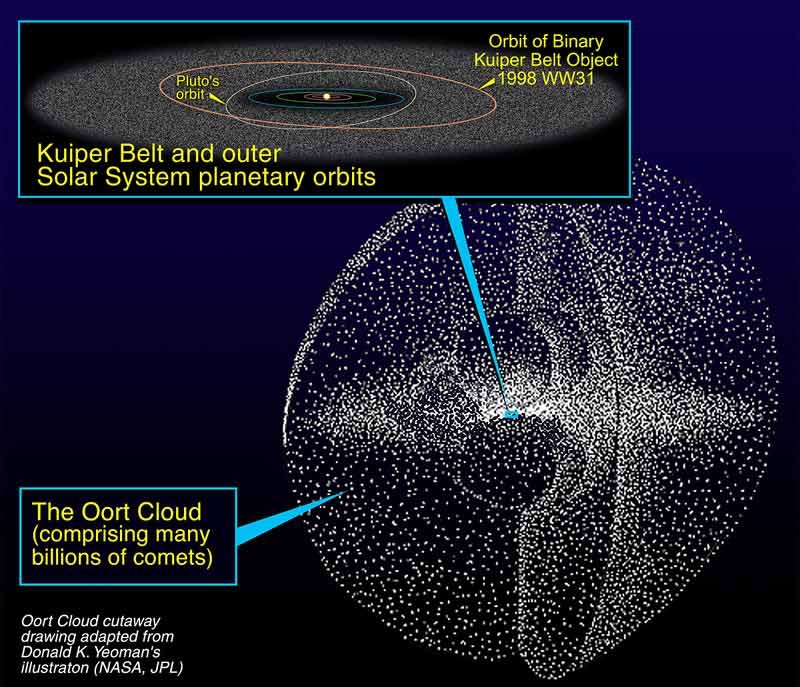 Orbit of Binary
Kuiper Belt Object
1998 WW31
Pluto's
orbit
Kuiper Belt and outer
Solar System planetary orbits
The Oort Cloud
(comprising many
billions of comets)
Oort Cloud cutaway
drawing adapted from
Donald K. Yeoman's
illustraton (NASA, JPL)